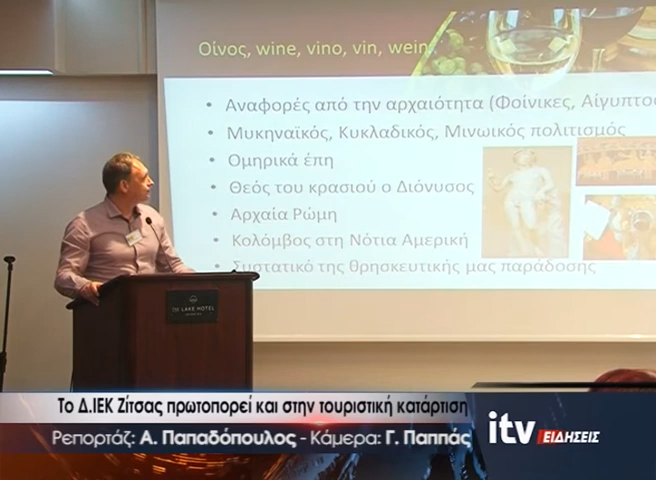 Οίνος, wine, vino, vin, wein,
• Αναφορές από την αρχαιότητα (Φοίνικες, Αίγυπτος
• Μυκηναϊκός, Κυκλαδικός, Μινωικός πολιτισμός
• Ομηρικά έπη
• Θεός του κρασιού ο Διόνυσος
• Αρχαία Ρώμη
• Κολόμβος στη Νότια Αμερική
• Συστατικό της θρησκευτικής μας παράδοσης
THE LAKE HOTEL
Το Δ.ΙΕΚ Ζίτσας πρωτοπορεί και στην τουριστική κατάρτιση
Ρεπορτάζ: Α. Παπαδόπουλος - Κάμερα: Γ. Παππάς
itv ΕΙΔΗΣΕΙΣ